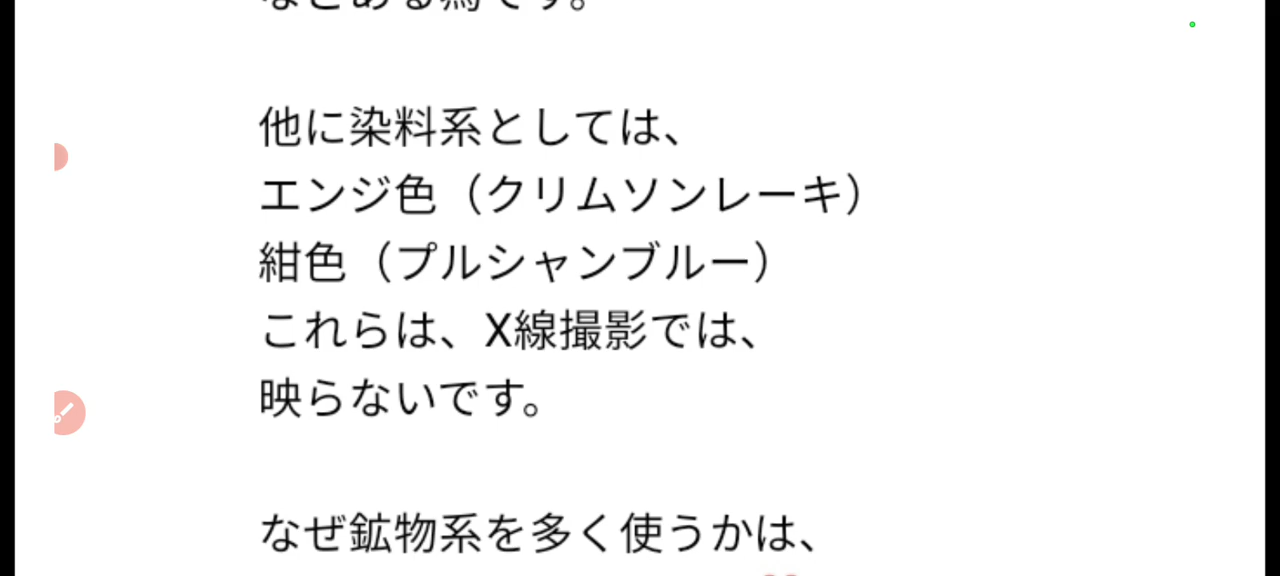 他に染料系としては、
エンジ色（クリムソンレーキ）
紺色（プルシャンブルー）
これらは、X線撮影では、
映らないです。
なぜ鉱物系を多く使うかは、